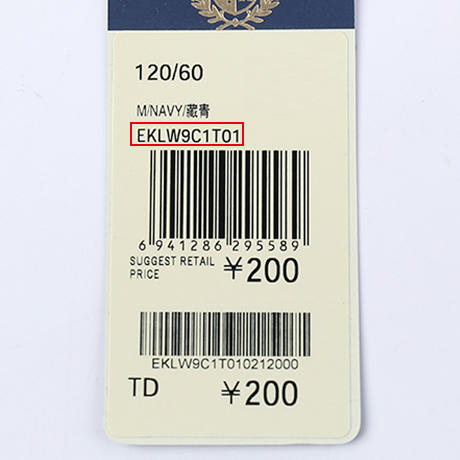 120/60
M/NAVY/藏青
EKLW9C1T01
6 941286 295589
SUGGEST RETAIL
PRICE ¥200
EKLW9C1T010212000
TD ¥200